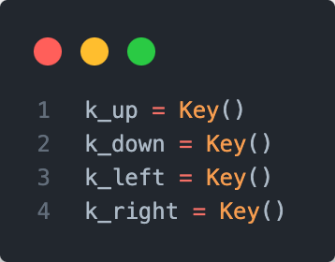 1 k_up = Key()
2 k_down = Key()
3 k_left = Key()
4 k_right = Key()